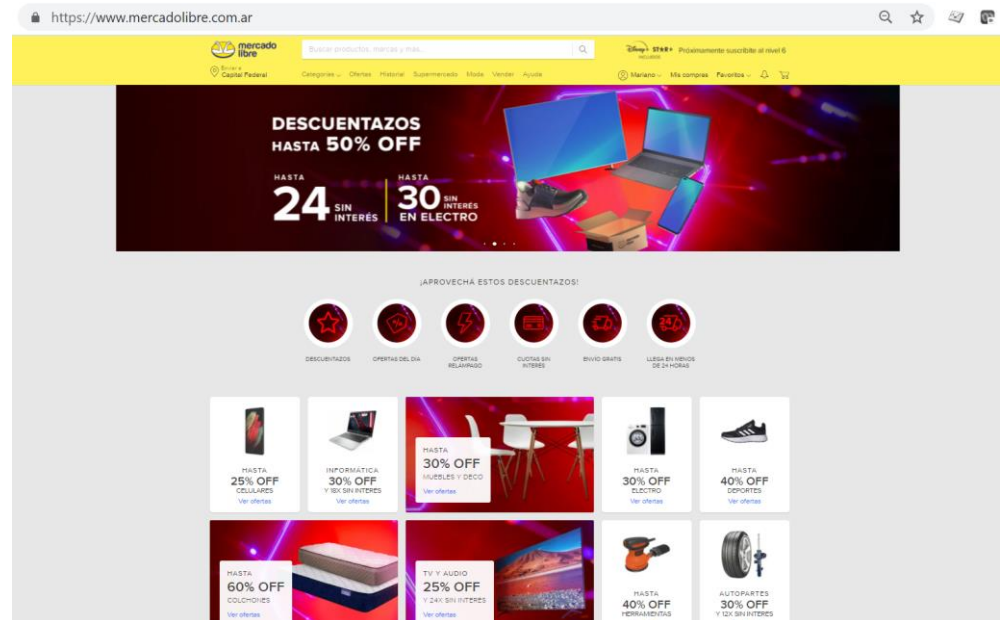 https://www.mercadolibre.com.ar
mercado
libre
Buscar productos, marcas y más...
Disney+ STAR+ Próximamente suscribite al nivel 6
INCLUIDOS
Enviar a
Capital Federal
Categorías Ofertas Historial Supermercado Moda Vender Ayuda
Mariano Mis compras Favoritos
DESCUENTAZOS
HASTA 50% OFF
HASTA
24 SIN
INTERÉS
HASTA
30 SIN
INTERÉS
EN ELECTRO
¡APROVECHÁ ESTOS DESCUENTAZOS!
DESCUENTAZOS
OFERTAS DEL DÍA
OFERTAS
RELÁMPAGO
CUOTAS SIN
INTERÉS
ENVÍO GRATIS
24
LLEGA EN MENOS
DE 24 HORAS
HASTA
25% OFF
CELULARES
Ver ofertas
INFORMÁTICA
30% OFF
Y 18X SIN INTERÉS
Ver ofertas
HASTA
30% OFF
MUEBLES Y DECO
Ver ofertas
HASTA
30% OFF
ELECTRO
Ver ofertas
HASTA
40% OFF
DEPORTES
Ver ofertas
HASTA
60% OFF
COLCHONES
Ver ofertas
TV Y AUDIO
25% OFF
Y 24X SIN INTERÉS
Ver ofertas
HASTA
40% OFF
HERRAMIENTAS
AUTOPARTES
30% OFF
Y 12X SIN INTERÉS